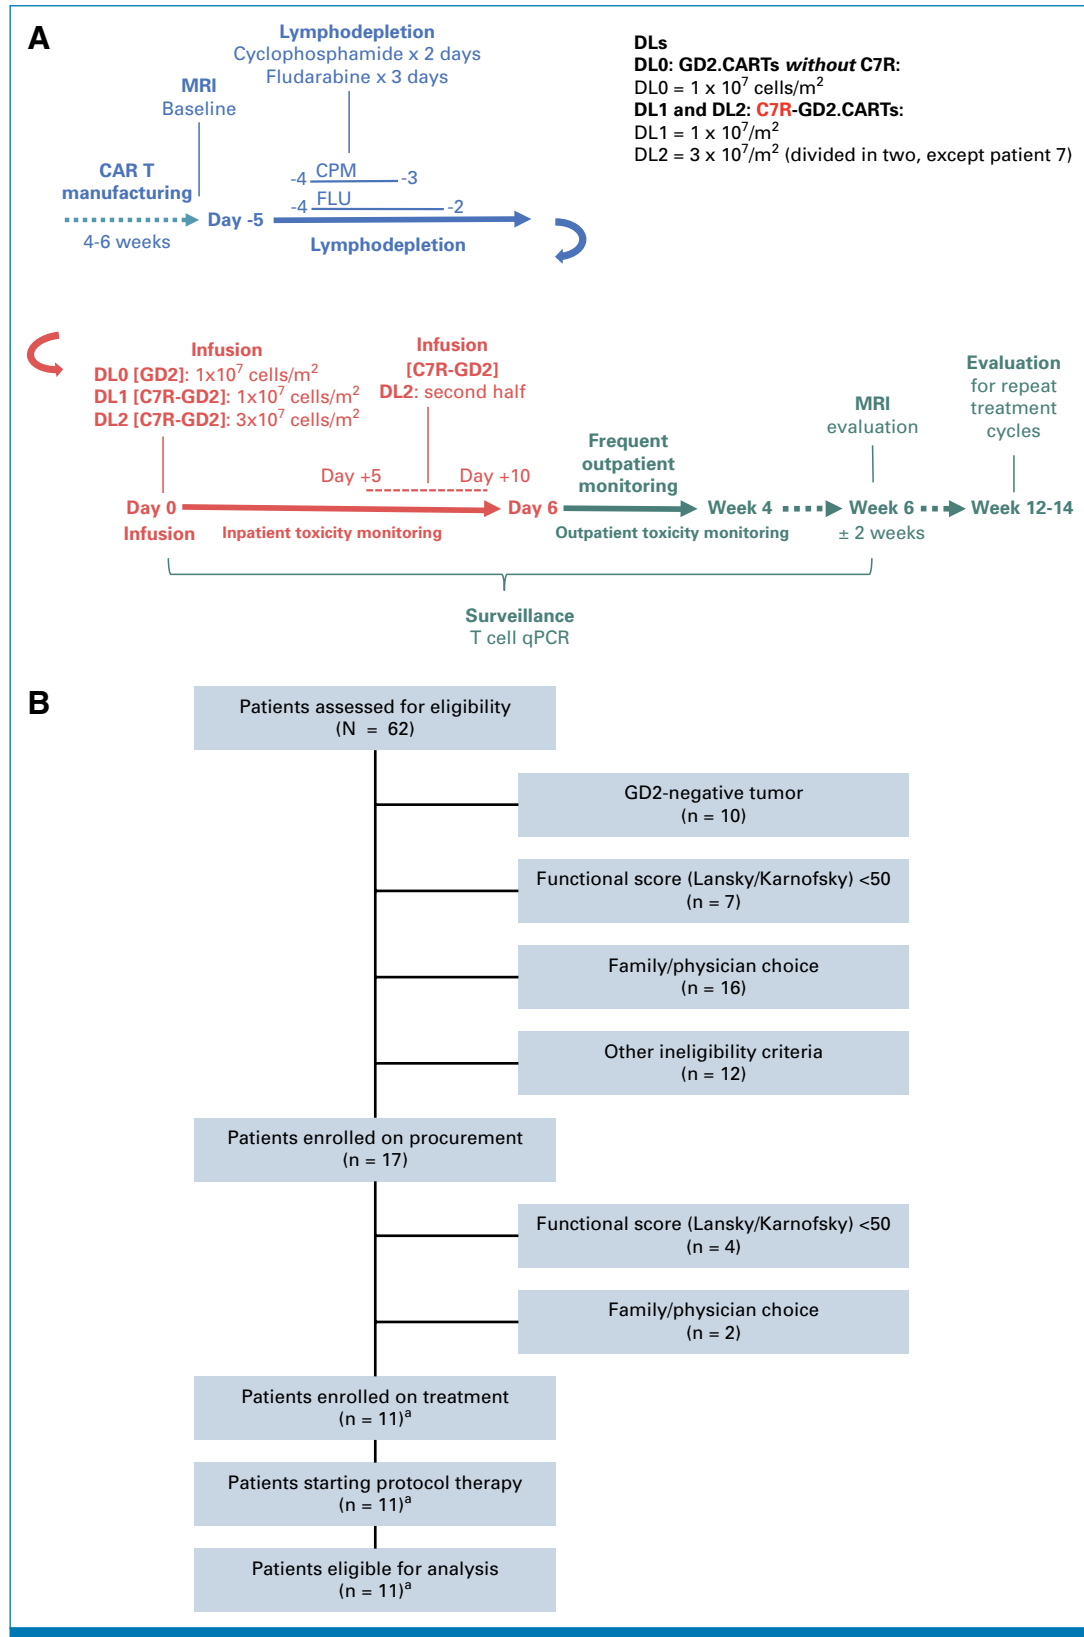 A
Lymphodepletion
Cyclophosphamide x 2 days
Fludarabine x 3 days
MRI
Baseline
CAR T
manufacturing
4-6 weeks
Day -5
-4 CPM -3
-4 FLU -2
Lymphodepletion
DLs
DL0: GD2.CARTs without C7R:
DL0 = 1 x 10⁷ cells/m²
DL1 and DL2: C7R-GD2.CARTs:
DL1 = 1 x 10⁷/m²
DL2 = 3 x 10⁷/m² (divided in two, except patient 7)
Infusion
DL0 [GD2]: 1x10⁷ cells/m²
DL1 [C7R-GD2]: 1x10⁷ cells/m²
DL2 [C7R-GD2]: 3x10⁷ cells/m²
Infusion
[C7R-GD2]
DL2: second half
Day +5
Day +10
Day 0
Infusion
Inpatient toxicity monitoring
Day 6
Frequent
outpatient
monitoring
Outpatient toxicity monitoring
Week 4
MRI
evaluation
Week 6
± 2 weeks
Evaluation
for repeat
treatment
cycles
Week 12-14
Surveillance
T cell qPCR
B
Patients assessed for eligibility
(N = 62)
GD2-negative tumor
(n = 10)
Functional score (Lansky/Karnofsky) <50
(n = 7)
Family/physician choice
(n = 16)
Other ineligibility criteria
(n = 12)
Patients enrolled on procurement
(n = 17)
Functional score (Lansky/Karnofsky) <50
(n = 4)
Family/physician choice
(n = 2)
Patients enrolled on treatment
(n = 11)ᵃ
Patients starting protocol therapy
(n = 11)ᵃ
Patients eligible for analysis
(n = 11)ᵃ